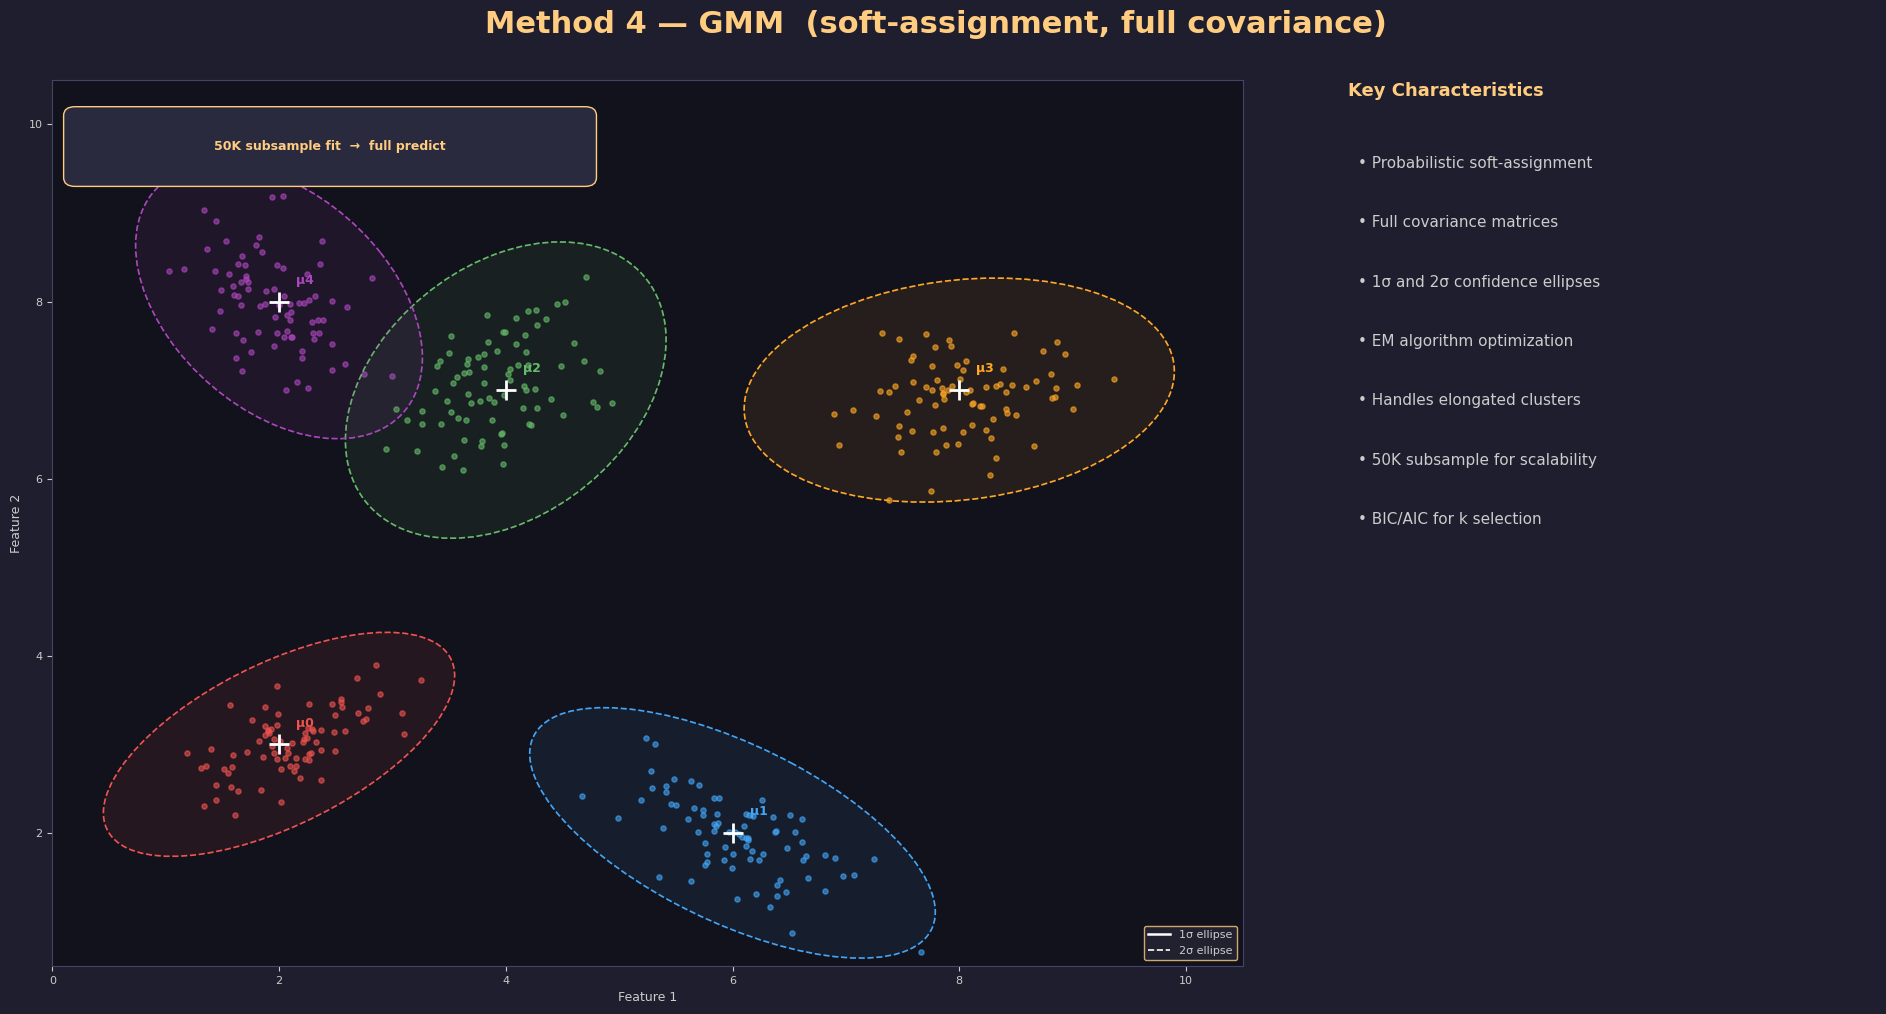 Method 4 — GMM  (soft-assignment, full covariance)
50K subsample fit → full predict
Feature 2
10
8
6
4
2
μ4
μ2
μ3
μ0
μ1
1σ ellipse
2σ ellipse
0
2
4
6
8
10
Feature 1
Key Characteristics
• Probabilistic soft-assignment
• Full covariance matrices
• 1σ and 2σ confidence ellipses
• EM algorithm optimization
• Handles elongated clusters
• 50K subsample for scalability
• BIC/AIC for k selection